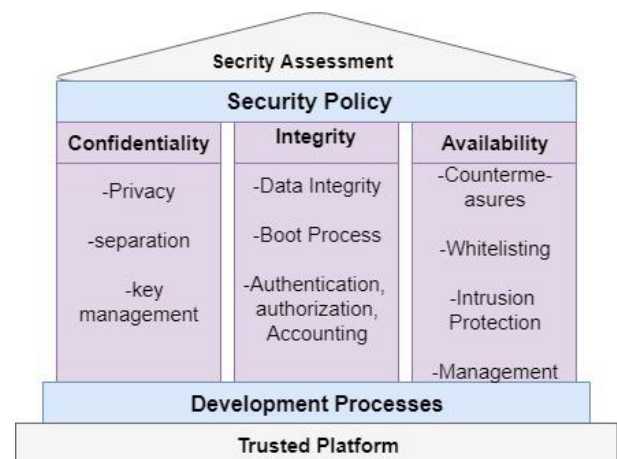 Secrity Assessment
Security Policy
Confidentiality
-Privacy
-separation
-key
management
Integrity
-Data Integrity
-Boot Process
-Authentication,
authorization,
Accounting
Availability
-Counterme-
asures
-Whitelisting
-Intrusion
Protection
-Management
Development Processes
Trusted Platform